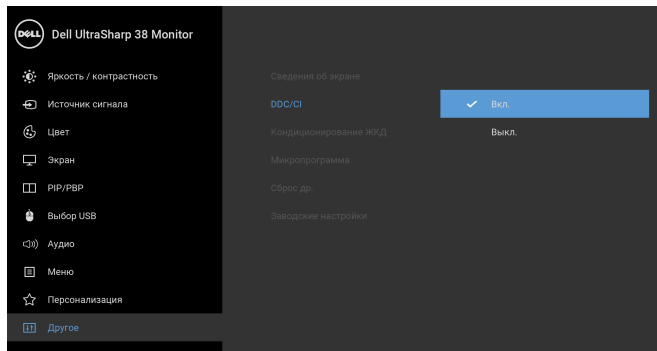 DELL Dell UltraSharp 38 Monitor
Яркость / контрастность
Источник сигнала
Цвет
Экран
PIP/PBP
Выбор USB
Аудио
Меню
Персонализация
Другое
Сведения об экране
DDC/CI
Кондиционирование ЖКД
Микропрограмма
Сброс др.
Заводские настройки
Вкл.
Выкл.